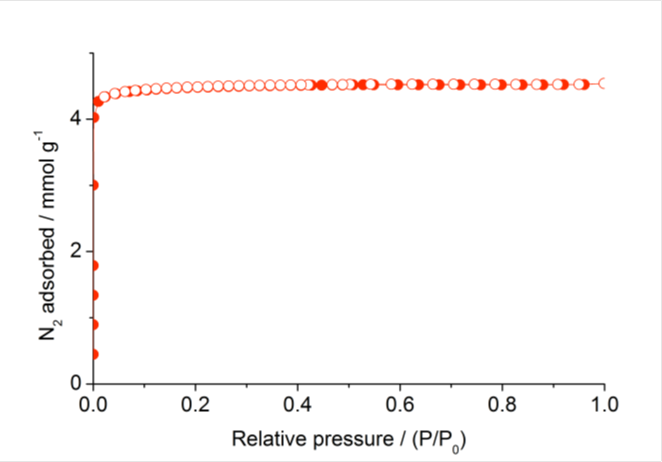 N₂ adsorbed / mmol g⁻¹
4
2
0
0.0 0.2 0.4 0.6 0.8 1.0
Relative pressure / (P/P₀)